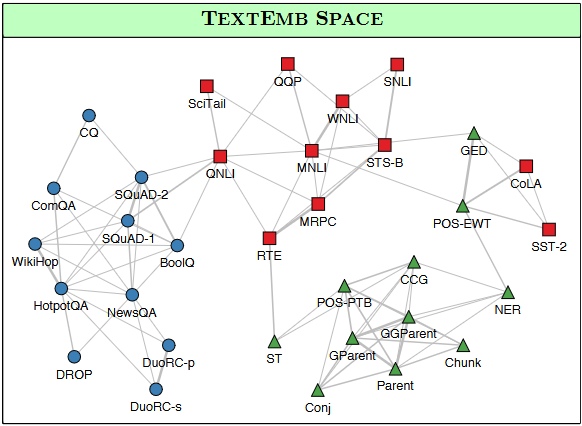 TEXTEMB SPACE
QQP
SNLI
SciTail
WNLI
CQ
GED
STS-B
MNLI
QNLI
CoLA
SQuAD-2
ComQA
MRPC
POS-EWT
SQuAD-1
SST-2
WikiHop
BoolQ
RTE
CCG
HotpotQA
NewsQA
POS-PTB
NER
GGParent
ST
GParent
Chunk
DROP
DuoRC-p
Parent
DuoRC-s
Conj